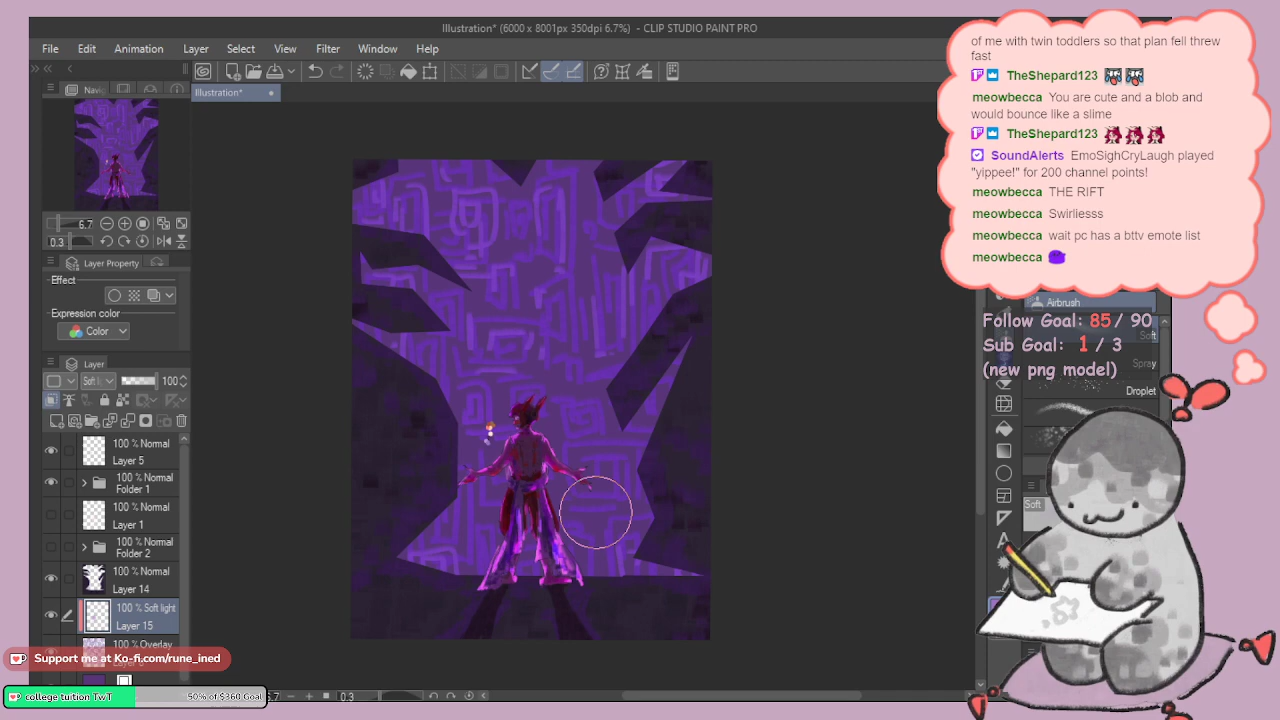 Illustration* (6000 x 8001px 350dpi 6.7%) - CLIP STUDIO PAINT PRO
File Edit Animation Layer Select View Filter Window Help
Illustration*
6.7
0.3
Layer Property
Effect
Expression color
Color
Layer
100
100 % Normal
Layer 5
100 % Normal
Folder 1
100 % Normal
Layer 1
100 % Normal
Folder 2
100 % Normal
Layer 14
100 % Soft light
Layer 15
100 % Overlay
Support me at Ko-fi.com/rune_ined
college tuition TwT
50% of $360 Goal
0.3
of me with twin toddlers so that plan fell threw
fast
TheShepard123
meowbecca You are cute and a blob and
would bounce like a slime
TheShepard123
SoundAlerts EmoSighCryLaugh played
"yippee!" for 200 channel points!
meowbecca THE RIFT
meowbecca Swirliesss
meowbecca wait pc has a bttv emote list
meowbecca
Airbrush
Follow Goal: 85 / 90
Soft
Sub Goal: 1 / 3
Spray
(new png model)
Droplet
Soft